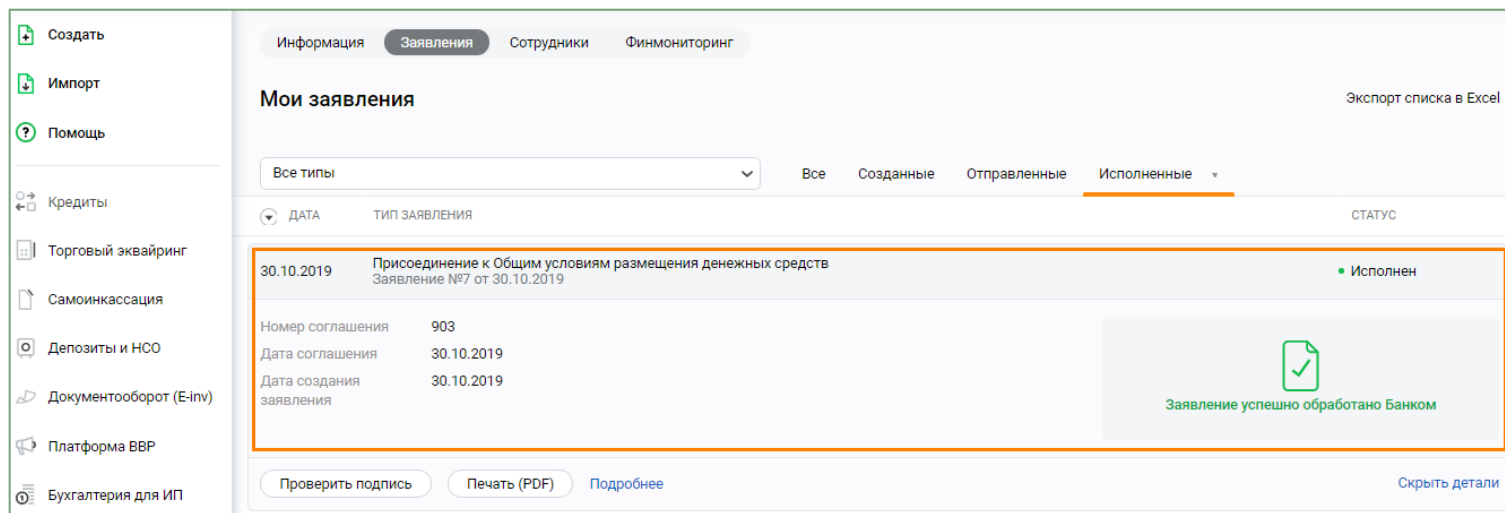 Создать
Импорт
Помощь
Кредиты
Торговый эквайринг
Самоинкассация
Депозиты и НСО
Документооборот (E-inv)
Платформа ВВР
Бухгалтерия для ИП
Информация Заявления Сотрудники Финмониторинг
Мои заявления Экспорт списка в Excel
Все типы Все Созданные Отправленные Исполненные
ДАТА ТИП ЗАЯВЛЕНИЯ СТАТУС
30.10.2019 Присоединение к Общим условиям размещения денежных средств Исполнен
Заявление №7 от 30.10.2019
Номер соглашения 903
Дата соглашения 30.10.2019
Дата создания 30.10.2019
заявления
Заявление успешно обработано Банком
Проверить подпись Печать (PDF) Подробнее Скрыть детали